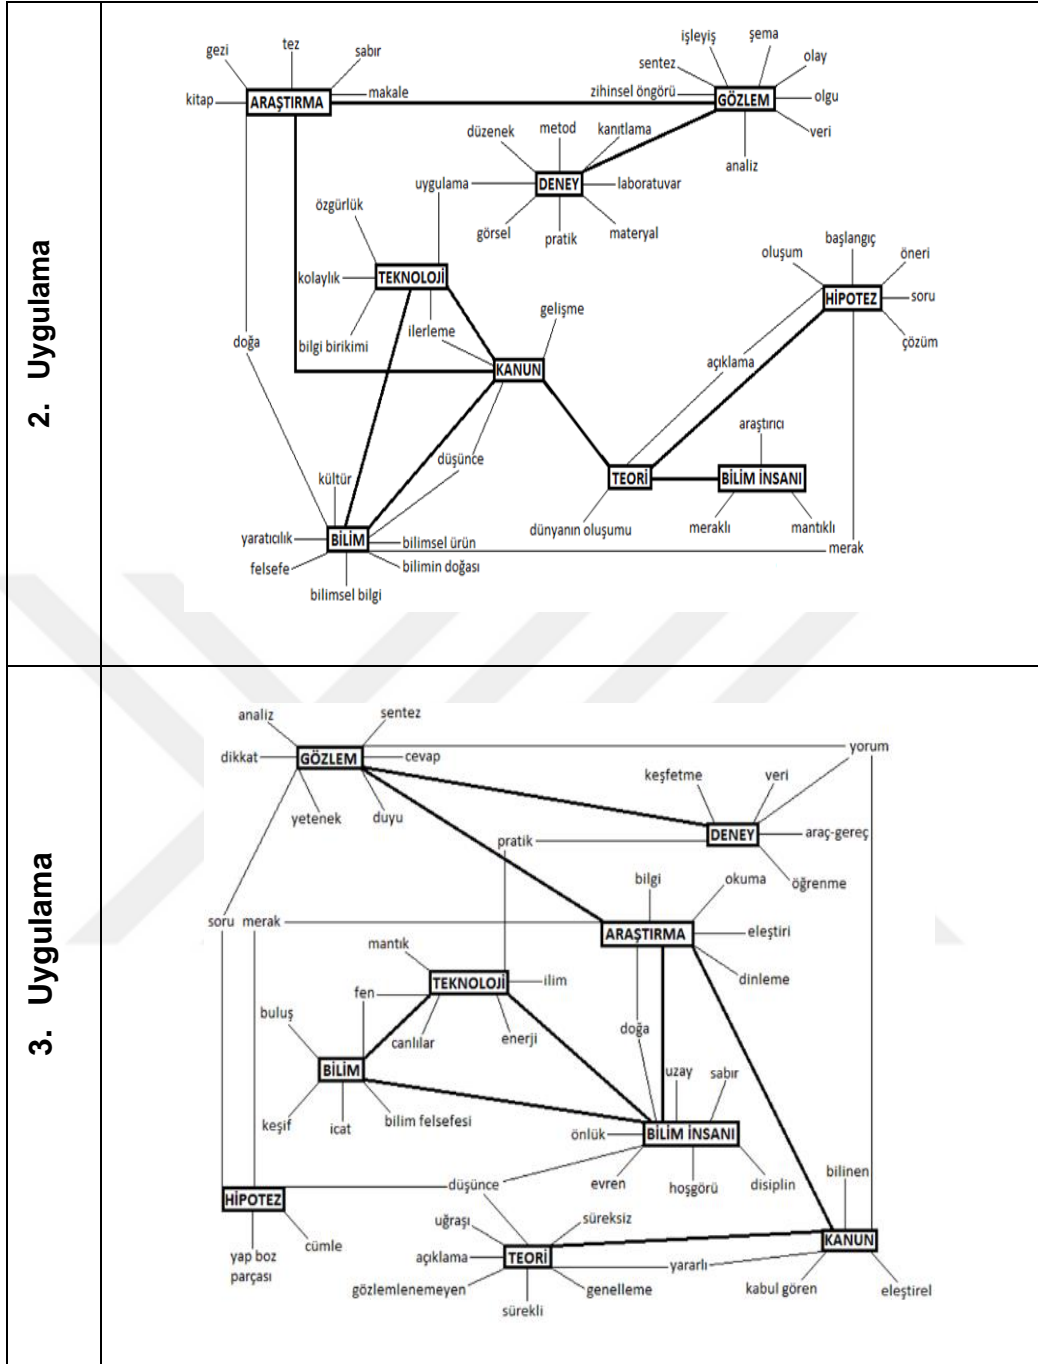 2. Uygulama
gezi
tez
sabır
kitap
ARAŞTIRMA
makale
işleyiş
şema
sentez
olay
zihinsel öngörü
GÖZLEM
olgu
veri
analiz
düzenek
metod
kanıtlama
uygulama
DENEY
laboratuvar
görsel
pratik
materyal
özgürlük
kolaylık
TEKNOLOJİ
bilgi birikimi
ilerleme
doğa
gelişme
KANUN
oluşum
başlangıç
öneri
HİPOTEZ
soru
çözüm
açıklama
araştırıcı
düşünce
TEORİ
BİLİM İNSANI
dünyanın oluşumu
meraklı
mantıklı
merak
kültür
yaratıcılık
BİLİM
bilimsel ürün
felsefe
bilimin doğası
bilimsel bilgi
3. Uygulama
analiz
sentez
dikkat
GÖZLEM
cevap
yorum
yetenek
duyu
keşfetme
veri
pratik
DENEY
araç-gereç
öğrenme
bilgi
okuma
soru
merak
ARAŞTIRMA
eleştiri
dinleme
mantık
fen
TEKNOLOJİ
ilim
canlılar
enerji
doğa
buluş
BİLİM
keşif
icat
bilim felsefesi
uzay
sabır
önlük
BİLİM İNSANI
evren
hoşgörü
disiplin
düşünce
HİPOTEZ
yap boz
parçası
cümle
uğraşı
süreksiz
açıklama
TEORİ
gözlemlenemeyen
genelleme
sürekli
yararlı
bilinen
KANUN
kabul gören
eleştirel